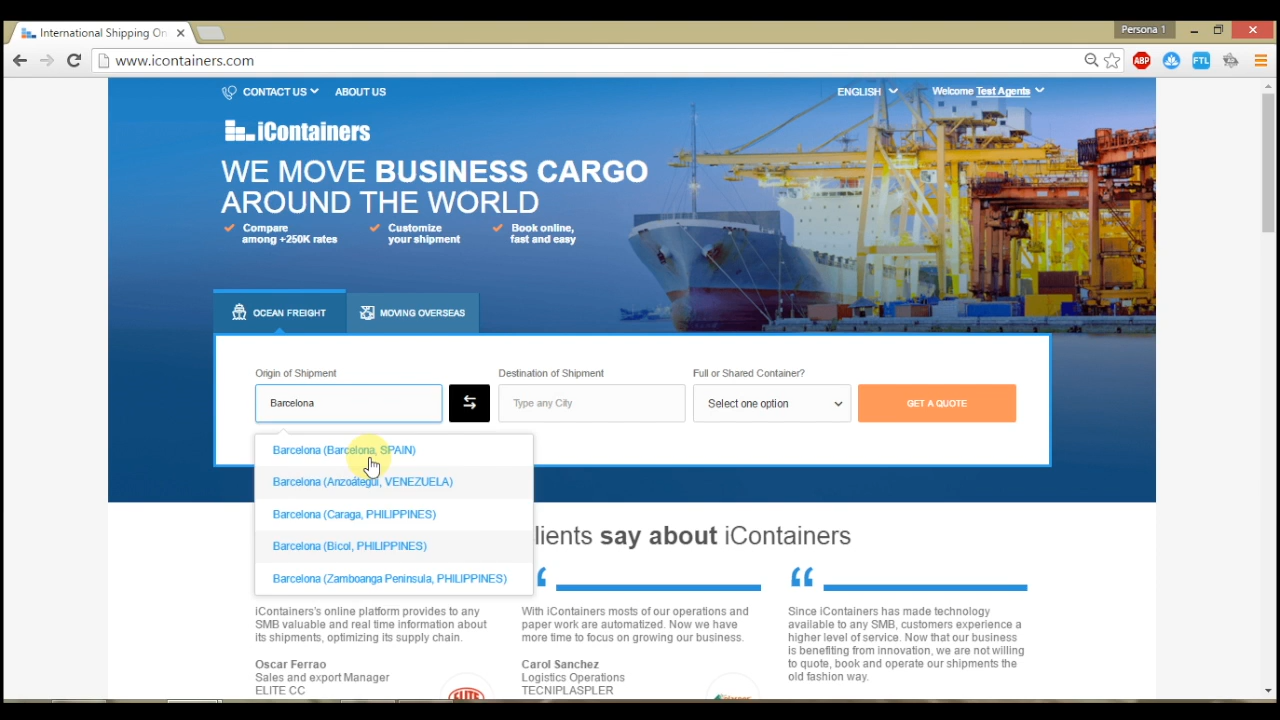 International Shipping On
Persona 1
www.icontainers.com
ABP
FTL
CONTACT US
ABOUT US
ENGLISH
Welcome Test Agents
iContainers
WE MOVE BUSINESS CARGO
AROUND THE WORLD
Compare
among +250K rates
Customize
your shipment
Book online,
fast and easy
OCEAN FREIGHT
MOVING OVERSEAS
Origin of Shipment
Destination of Shipment
Full or Shared Container?
Barcelona
Type any City
Select one option
GET A QUOTE
Barcelona (Barcelona, SPAIN)
Barcelona (Anzoátegui, VENEZUELA)
Barcelona (Caraga, PHILIPPINES)
Barcelona (Bicol, PHILIPPINES)
Barcelona (Zamboanga Peninsula, PHILIPPINES)
lients say about iContainers
iContainers's online platform provides to any
SMB valuable and real time information about
its shipments, optimizing its supply chain.
Oscar Ferrao
Sales and export Manager
ELITE CC
ELITE
With iContainers mosts of our operations and
paper work are automatized. Now we have
more time to focus on growing our business.
Carol Sanchez
Logistics Operations
TECNIPLASPLER
Since iContainers has made technology
available to any SMB, customers experience a
higher level of service. Now that our business
is benefiting from innovation, we are not willing
to quote, book and operate our shipments the
old fashion way.